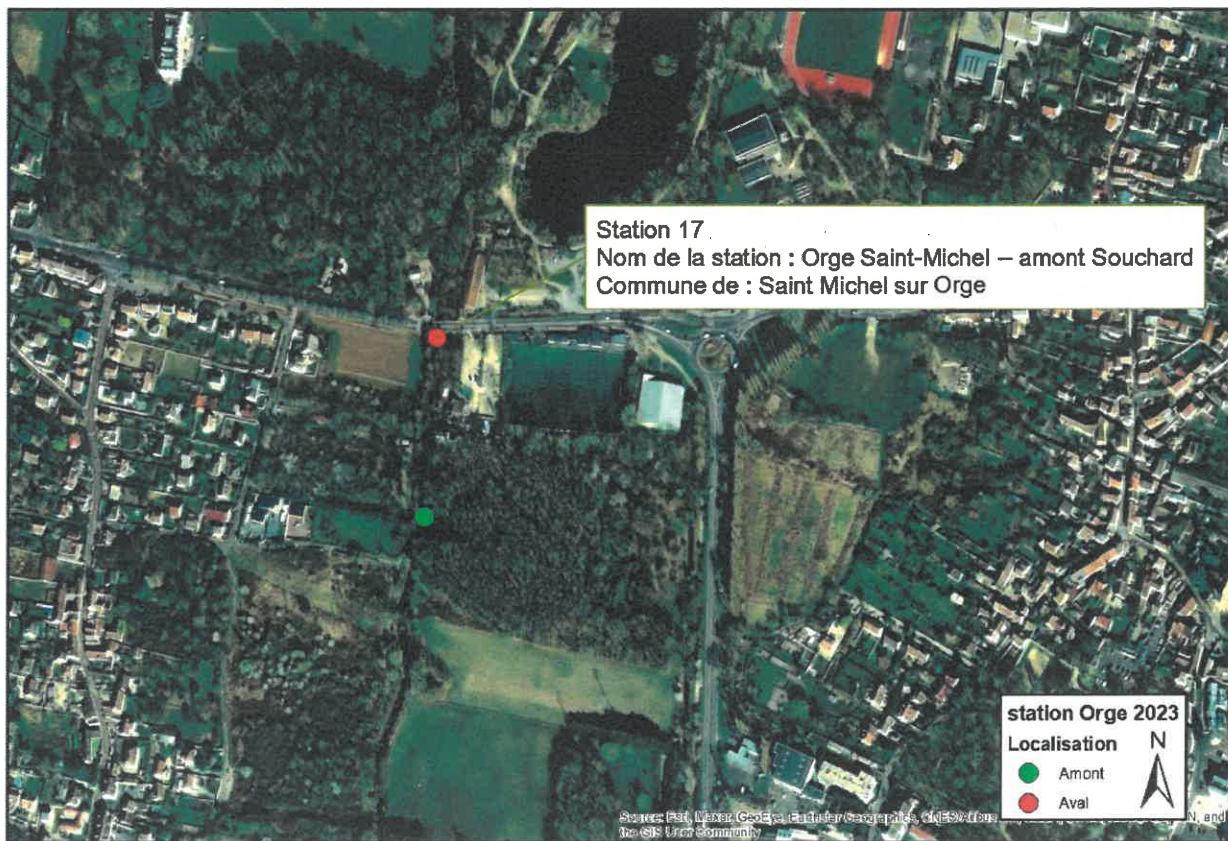 Station 17
Nom de la station : Orge Saint-Michel – amont Souchard
Commune de : Saint Michel sur Orge
station Orge 2023
Localisation N
Amont
Aval
Source: Esri, Maxar, GeoEye, Earthstar Geographics, CNES/Airbus N, and
the GIS User Community